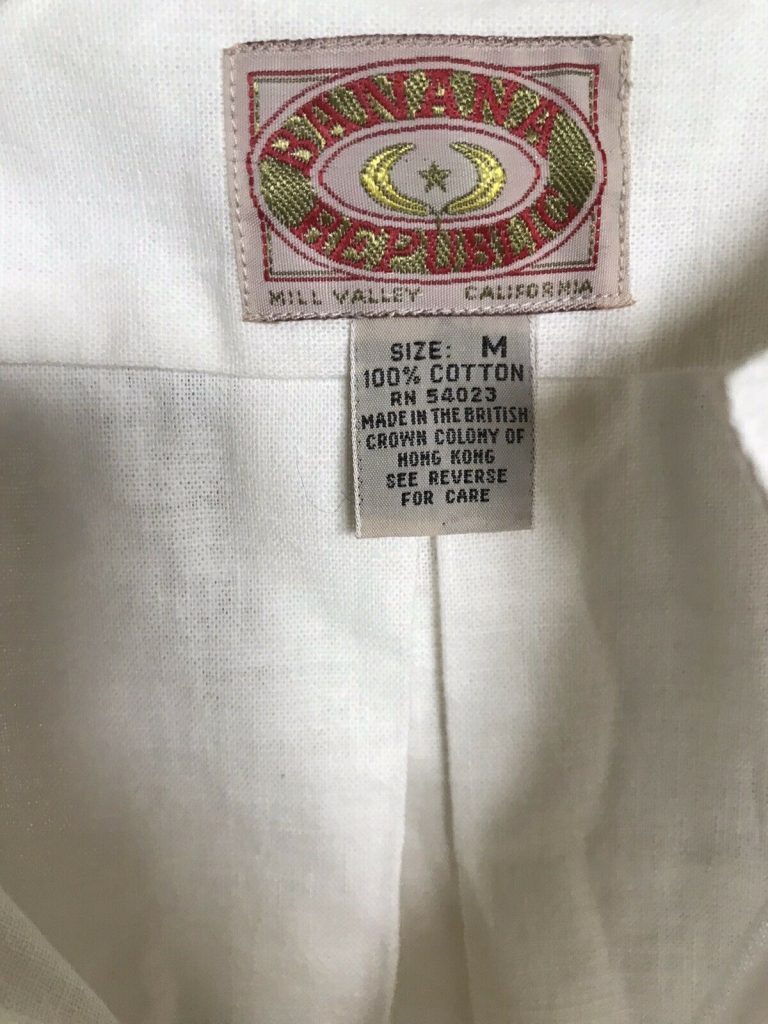 BANANA
REPUBLIC
MILL VALLEY CALIFORNIA
SIZE: M
100% COTTON
RN 54023
MADE IN THE BRITISH
CROWN COLONY OF
HONG KONG
SEE REVERSE
FOR CARE